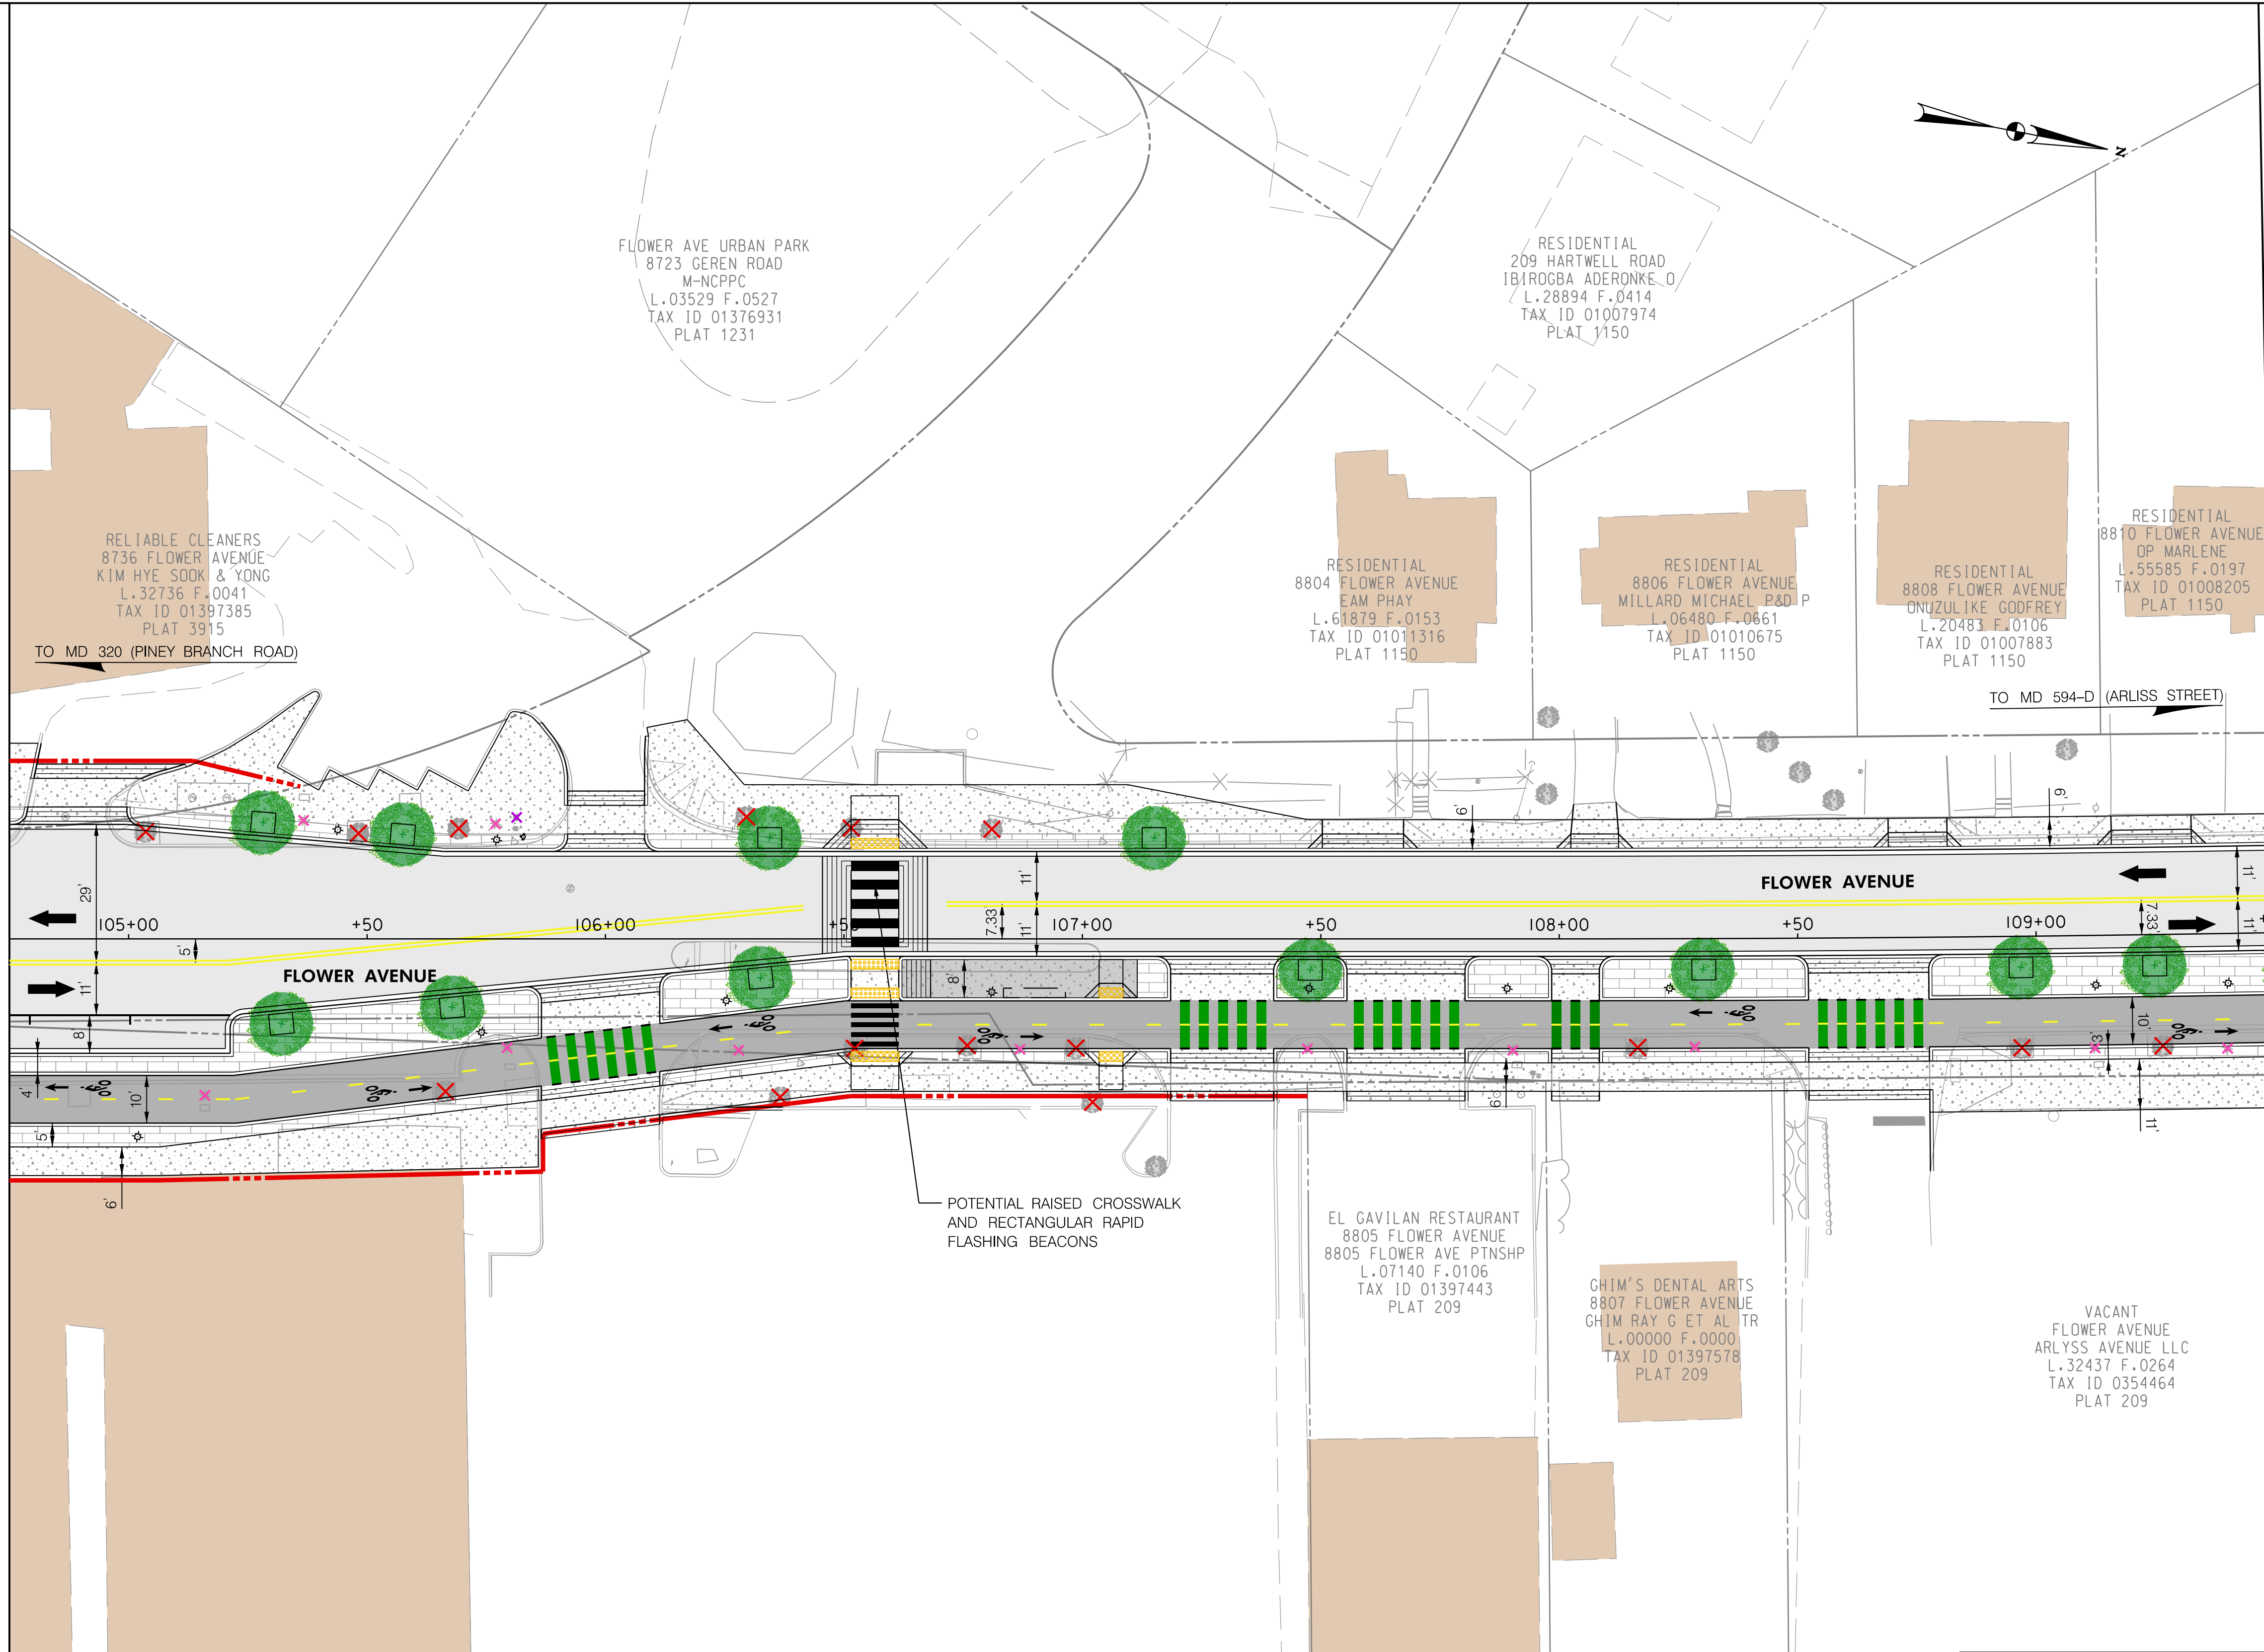 FLOWER AVE URBAN PARK
8723 GEREN ROAD
M-NCPPC
L.03529 F.0527
TAX ID 01376931
PLAT 1231
RESIDENTIAL
209 HARTWELL ROAD
IBIROGBA ADERONKE O
L.28894 F.0414
TAX ID 01007974
PLAT 1150
N
RELIABLE CLEANERS
8736 FLOWER AVENUE
KIM HYE SOOK & YONG
L.32736 F.0041
TAX ID 01397385
PLAT 3915
TO MD 320 (PINEY BRANCH ROAD)
RESIDENTIAL
8804 FLOWER AVENUE
EAM PHAY
L.61879 F.0153
TAX ID 01011316
PLAT 1150
RESIDENTIAL
8806 FLOWER AVENUE
MILLARD MICHAEL P&D P
L.06480 F.0661
TAX ID 01010675
PLAT 1150
RESIDENTIAL
8808 FLOWER AVENUE
ONUZULIKE GODFREY
L.20483 F.0106
TAX ID 01007883
PLAT 1150
RESIDENTIAL
8810 FLOWER AVENUE
OP MARLENE
L.55585 F.0197
TAX ID 01008205
PLAT 1150
TO MD 594-D (ARLISS STREET)
6'
6'
29'
11'
FLOWER AVENUE
11'
105+00
+50
106+00
+50
7.33'
11'
107+00
+50
108+00
+50
109+00
7.33'
11'
5'
FLOWER AVENUE
11'
8'
8'
4'
10'
10'
3'
5'
6'
6'
11'
POTENTIAL RAISED CROSSWALK
AND RECTANGULAR RAPID
FLASHING BEACONS
EL GAVILAN RESTAURANT
8805 FLOWER AVENUE
8805 FLOWER AVE PTNSHP
L.07140 F.0106
TAX ID 01397443
PLAT 209
GHIM'S DENTAL ARTS
8807 FLOWER AVENUE
GHIM RAY G ET AL TR
L.00000 F.0000
TAX ID 01397578
PLAT 209
VACANT
FLOWER AVENUE
ARLYSS AVENUE LLC
L.32437 F.0264
TAX ID 0354464
PLAT 209